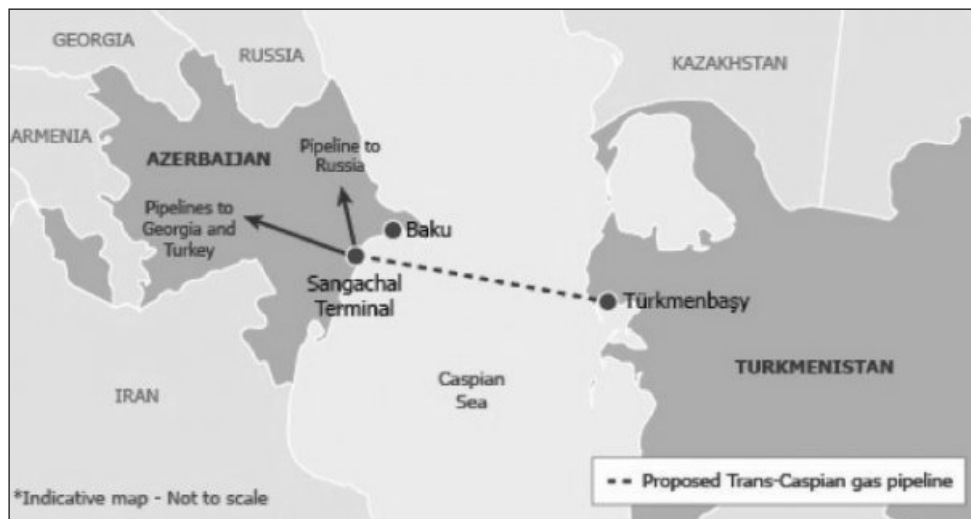 GEORGIA
RUSSIA
KAZAKHSTAN
ARMENIA
AZERBAIJAN
Pipeline to
Russia
Pipelines to
Georgia and
Turkey
Baku
Sangachal
Terminal
Türkmenbaşy
Caspian
Sea
TURKMENISTAN
IRAN
*Indicative map - Not to scale
Proposed Trans-Caspian gas pipeline